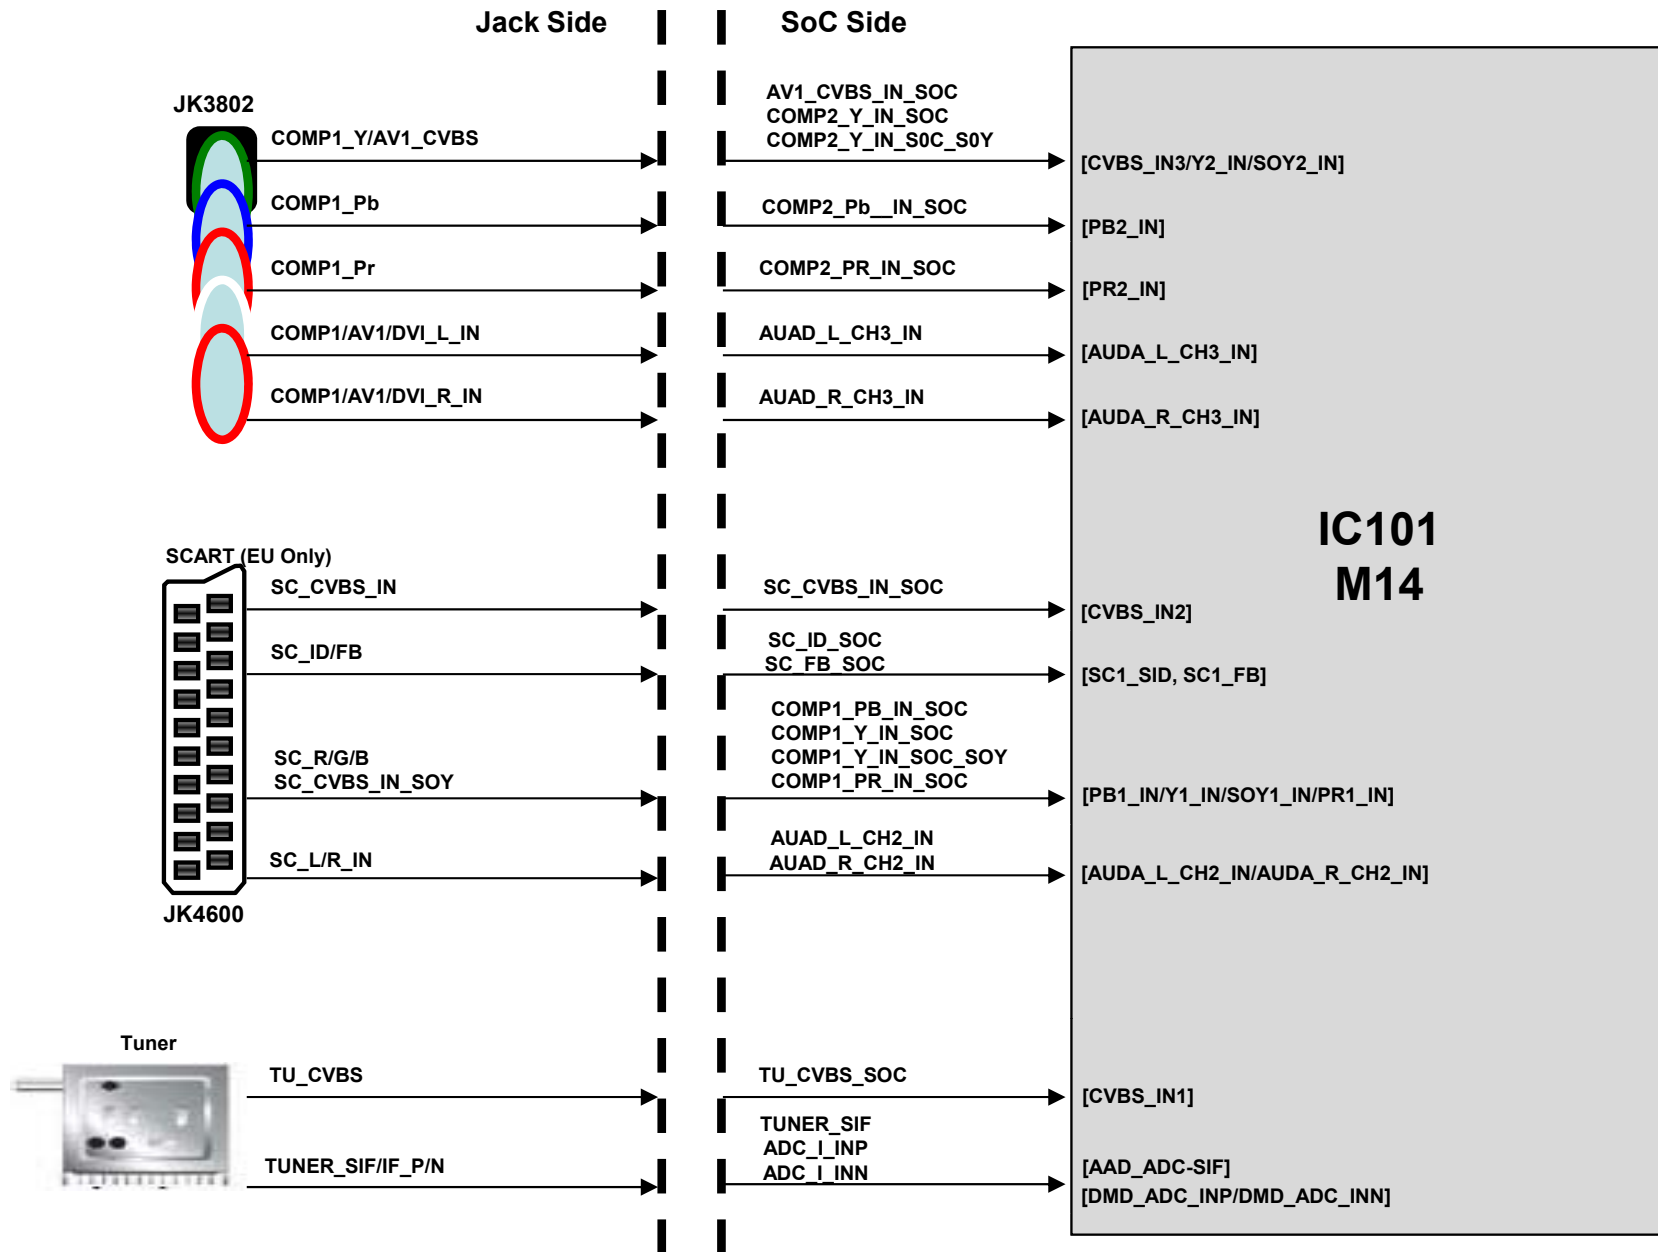 Jack Side
SoC Side
JK3802
COMP1_Y/AV1_CVBS
AV1_CVBS_IN_SOC
COMP2_Y_IN_SOC
COMP2_Y_IN_S0C_S0Y
[CVBS_IN3/Y2_IN/SOY2_IN]
COMP1_Pb
COMP2_Pb__IN_SOC
[PB2_IN]
COMP1_Pr
COMP2_PR_IN_SOC
[PR2_IN]
COMP1/AV1/DVI_L_IN
AUAD_L_CH3_IN
[AUDA_L_CH3_IN]
COMP1/AV1/DVI_R_IN
AUAD_R_CH3_IN
[AUDA_R_CH3_IN]
IC101
M14
SCART (EU Only)
SC_CVBS_IN
SC_CVBS_IN_SOC
[CVBS_IN2]
SC_ID/FB
SC_ID_SOC
SC_FB_SOC
[SC1_SID, SC1_FB]
SC_R/G/B
SC_CVBS_IN_SOY
COMP1_PB_IN_SOC
COMP1_Y_IN_SOC
COMP1_Y_IN_SOC_SOY
COMP1_PR_IN_SOC
[PB1_IN/Y1_IN/SOY1_IN/PR1_IN]
SC_L/R_IN
AUAD_L_CH2_IN
AUAD_R_CH2_IN
[AUDA_L_CH2_IN/AUDA_R_CH2_IN]
JK4600
Tuner
TU_CVBS
TU_CVBS_SOC
[CVBS_IN1]
TUNER_SIF/IF_P/N
TUNER_SIF
ADC_I_INP
ADC_I_INN
[AAD_ADC-SIF]
[DMD_ADC_INP/DMD_ADC_INN]